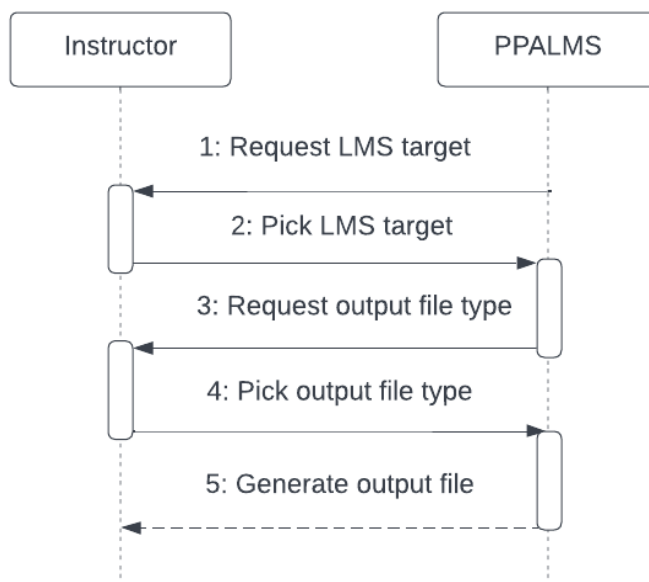 Instructor
PPALMS
1: Request LMS target
2: Pick LMS target
3: Request output file type
4: Pick output file type
5: Generate output file